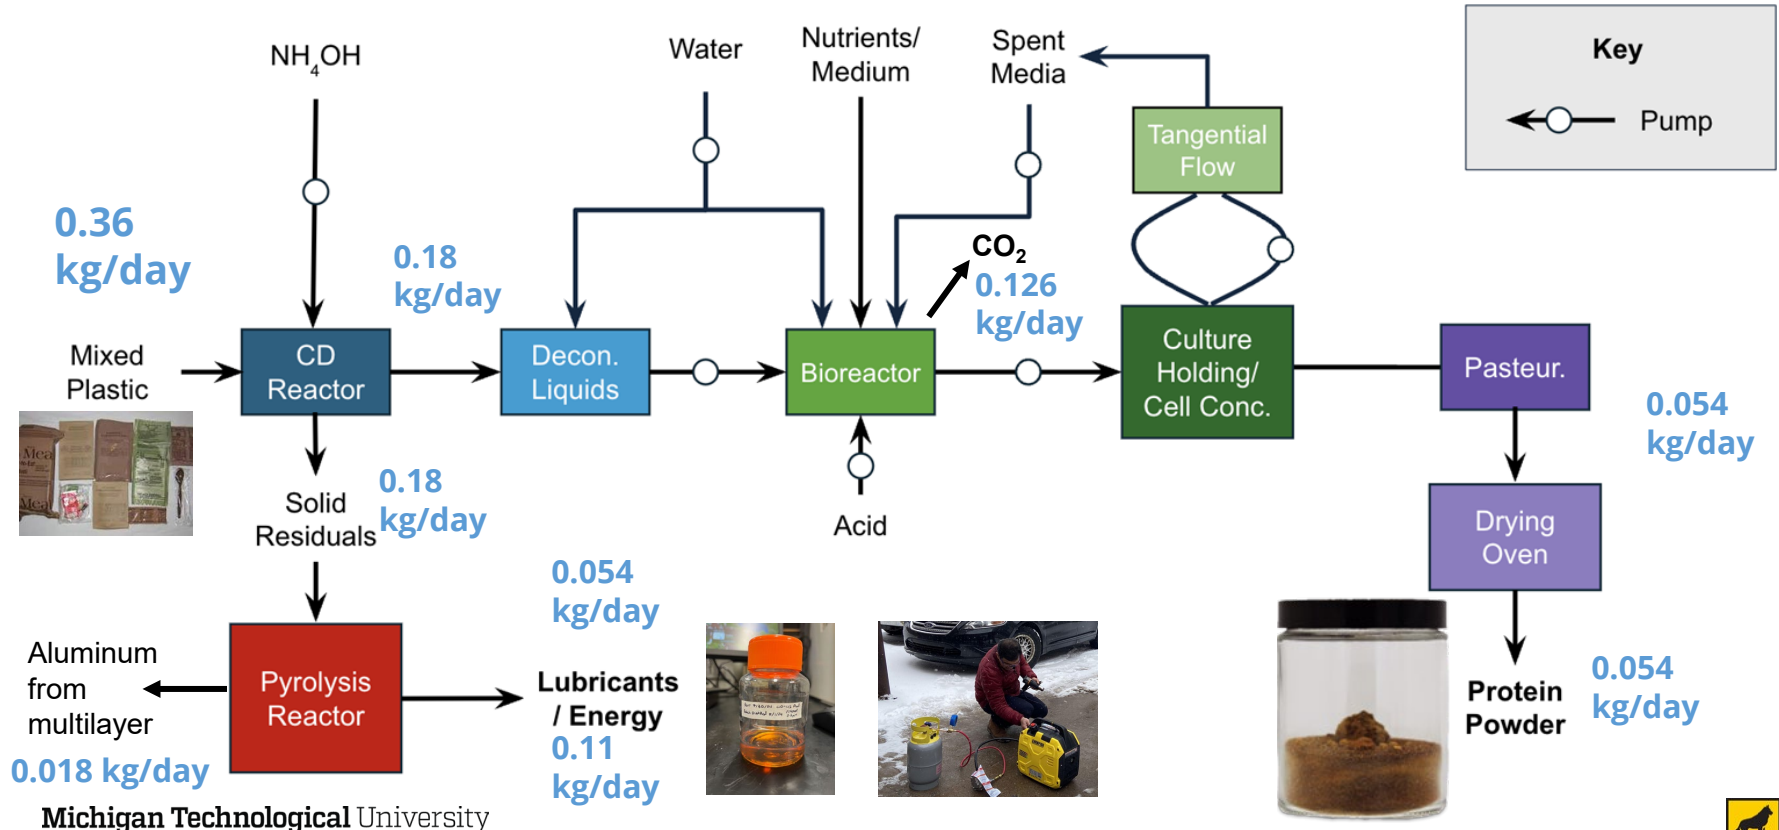 NH4OH
Water
Nutrients/
Medium
Spent
Media
Key
Pump
Tangential
Flow
0.36
kg/day
0.18
kg/day
CO2
0.126
kg/day
Mixed
Plastic
CD
Reactor
Decon.
Liquids
Bioreactor
Culture
Holding/
Cell Conc.
Pasteur.
0.054
kg/day
Solid
Residuals
0.18
kg/day
Acid
Drying
Oven
0.054
kg/day
Aluminum
from
multilayer
0.018 kg/day
Pyrolysis
Reactor
Lubricants
/ Energy
0.11
kg/day
Protein
Powder
0.054
kg/day
Michigan Technological University